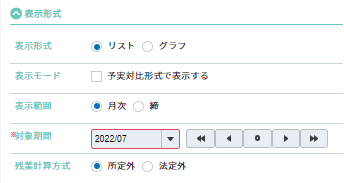 表示形式
表示形式 リスト グラフ
表示モード 予実対比形式で表示する
表示範囲 月次 締
※対象期間 2022/07 0
残業計算方式 所定外 法定外